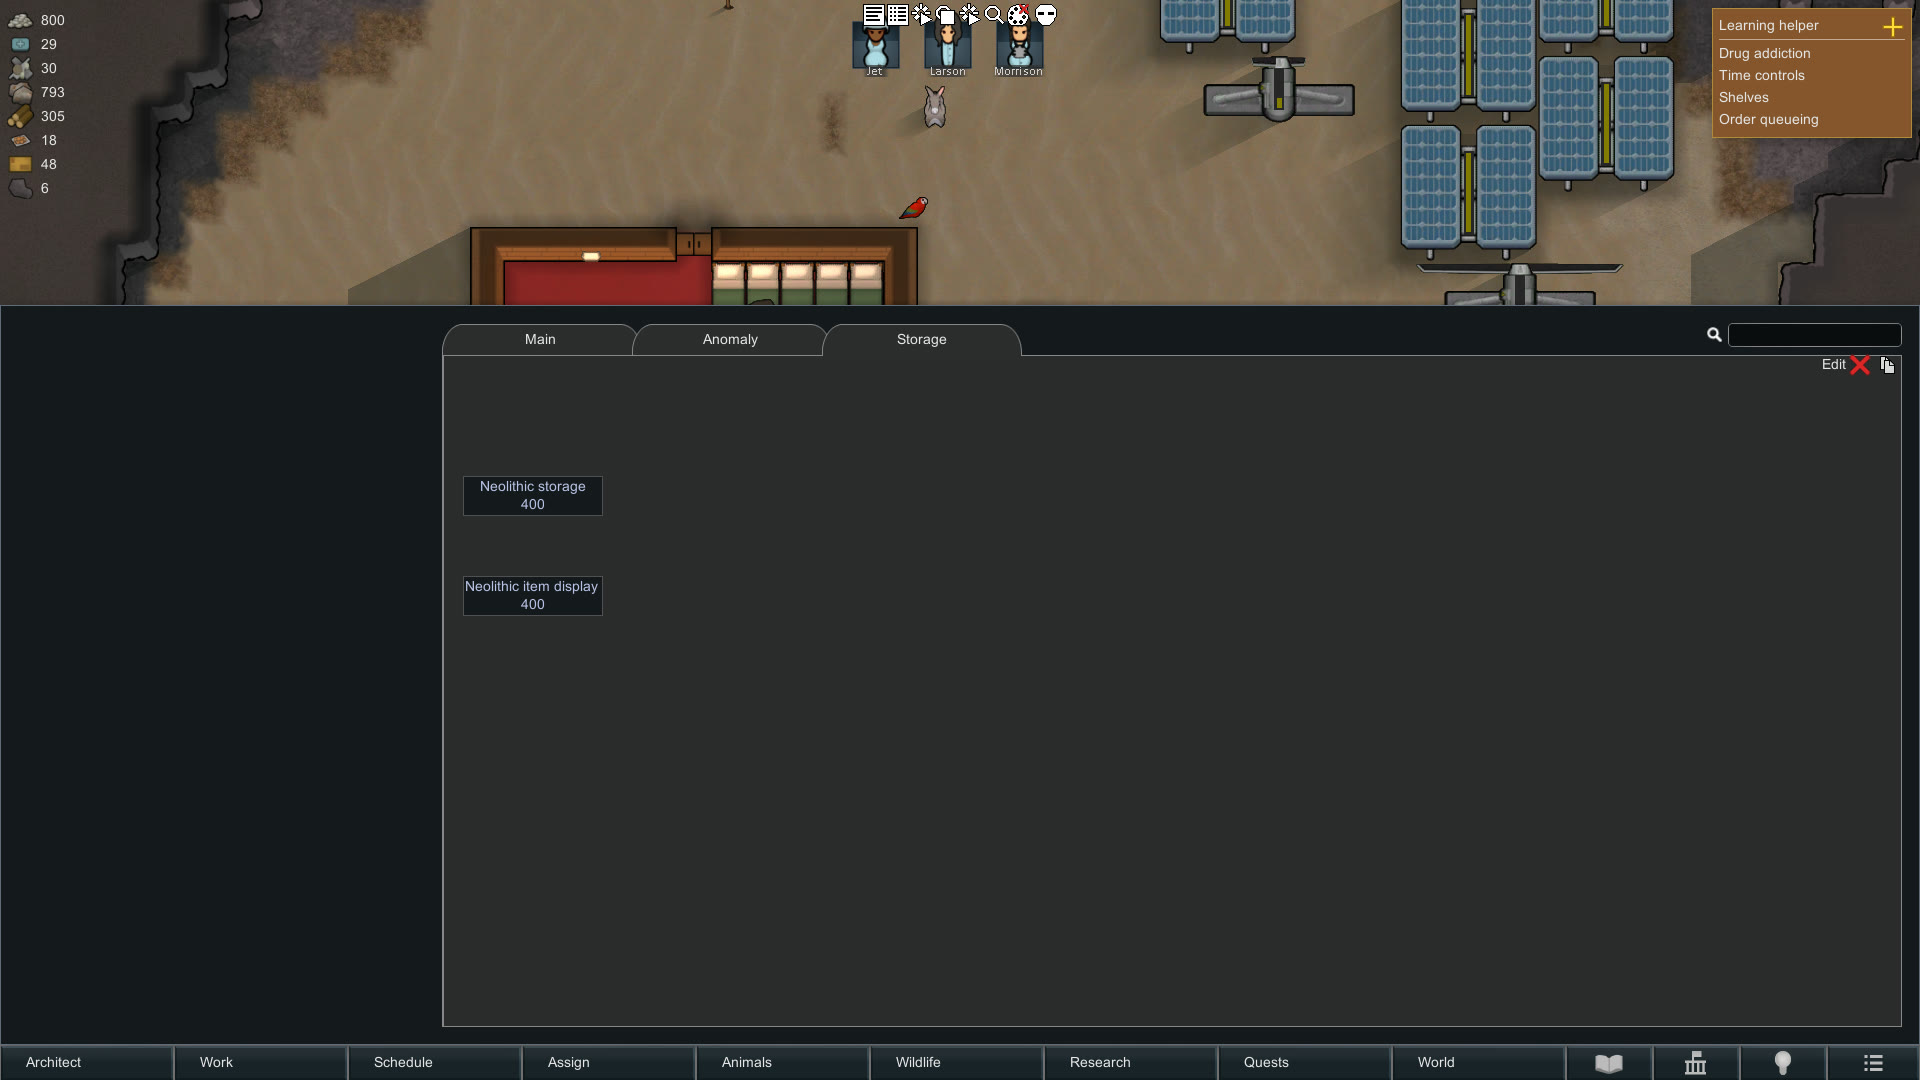 800
29
30
793
305
18
48
6
Jet
Larson
Morrison
Learning helper
Drug addiction
Time controls
Shelves
Order queueing
Main
Anomaly
Storage
Edit
Neolithic storage
400
Neolithic item display
400
Architect
Work
Schedule
Assign
Animals
Wildlife
Research
Quests
World